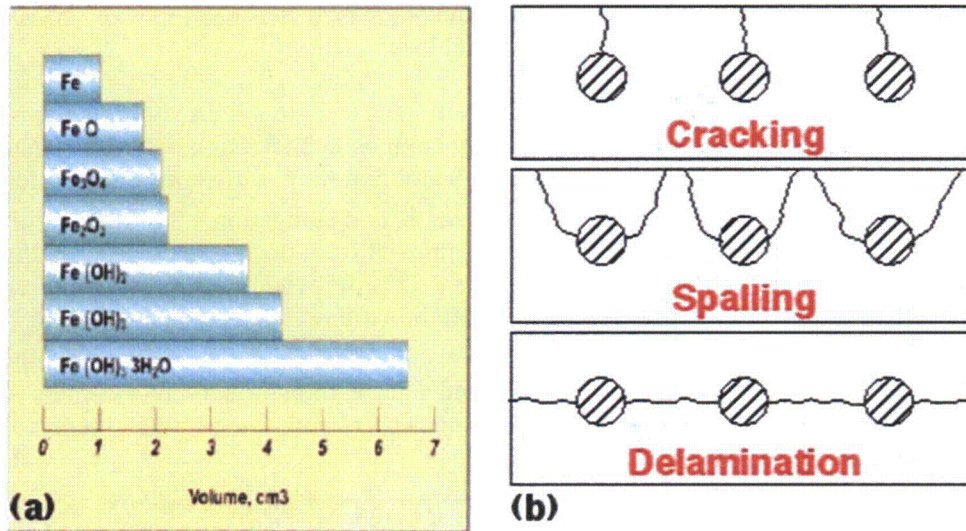 Fe
Fe O
Fe₃O₄
Fe₂O₃
Fe (OH)₂
Fe (OH)₃
Fe (OH)₃ 3H₂O
0 1 2 3 4 5 6 7
Volume, cm3
(a)
Cracking
Spalling
Delamination
(b)